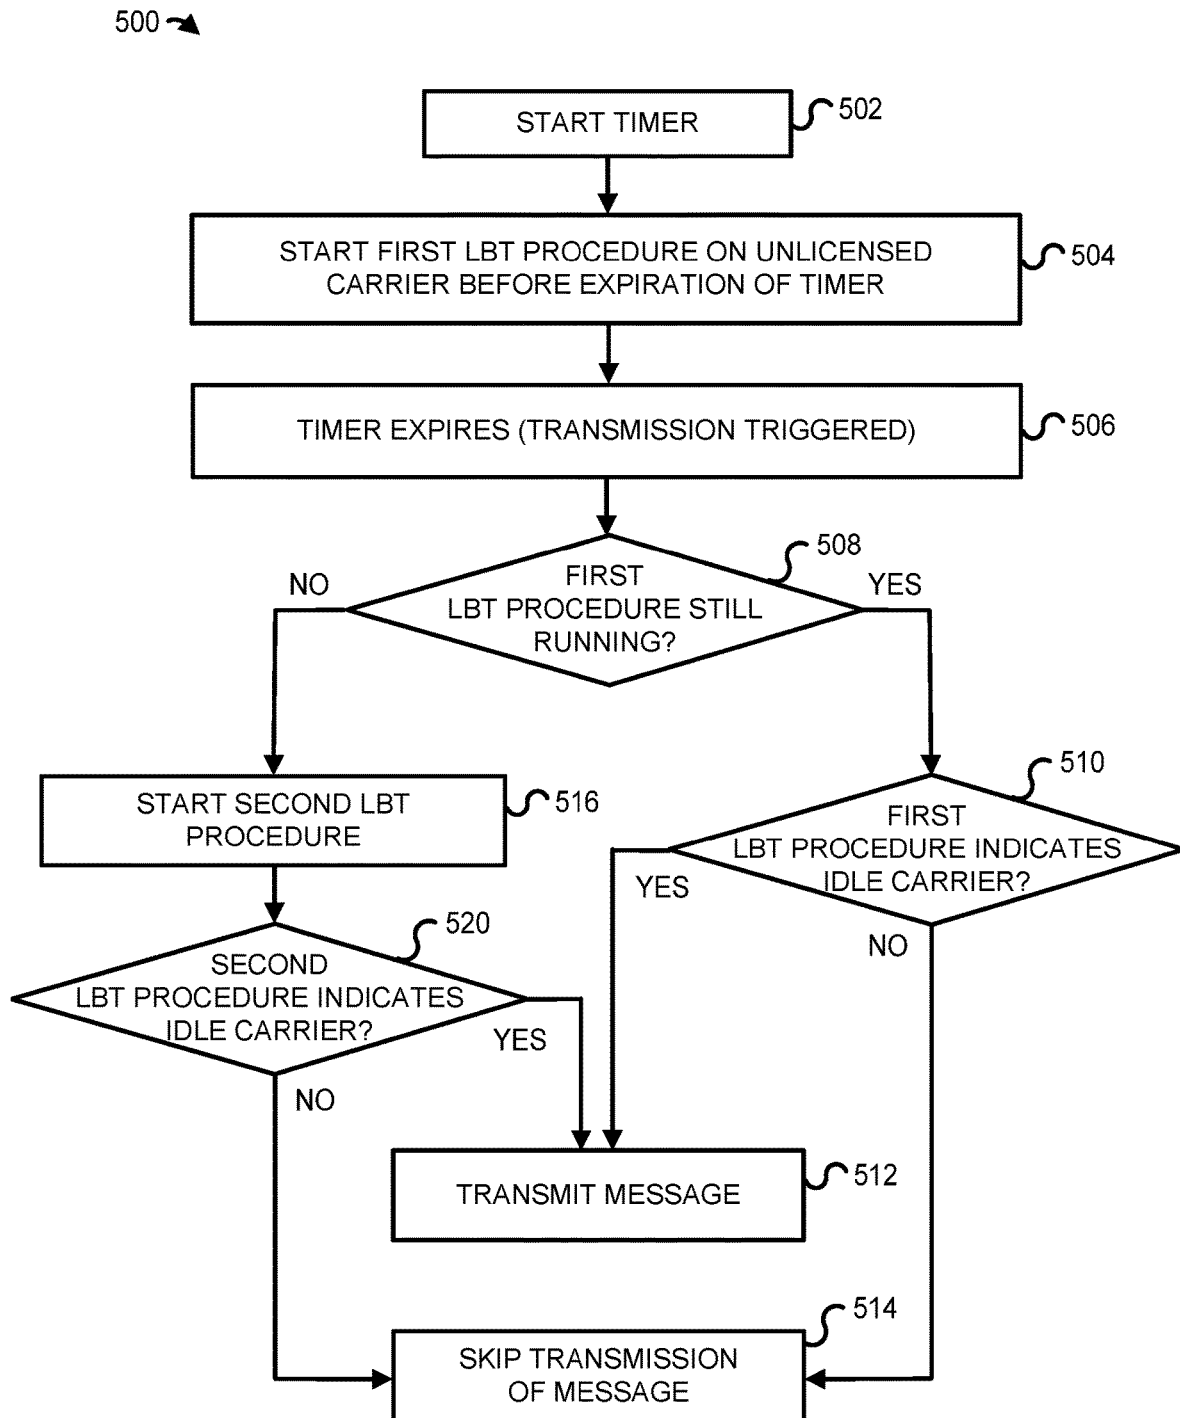 500
START TIMER
502
START FIRST LBT PROCEDURE ON UNLICENSED
CARRIER BEFORE EXPIRATION OF TIMER
504
TIMER EXPIRES (TRANSMISSION TRIGGERED)
506
508
NO
FIRST
LBT PROCEDURE STILL
RUNNING?
YES
START SECOND LBT
PROCEDURE
516
510
FIRST
LBT PROCEDURE INDICATES
IDLE CARRIER?
YES
NO
520
SECOND
LBT PROCEDURE INDICATES
IDLE CARRIER?
YES
NO
TRANSMIT MESSAGE
512
514
SKIP TRANSMISSION
OF MESSAGE